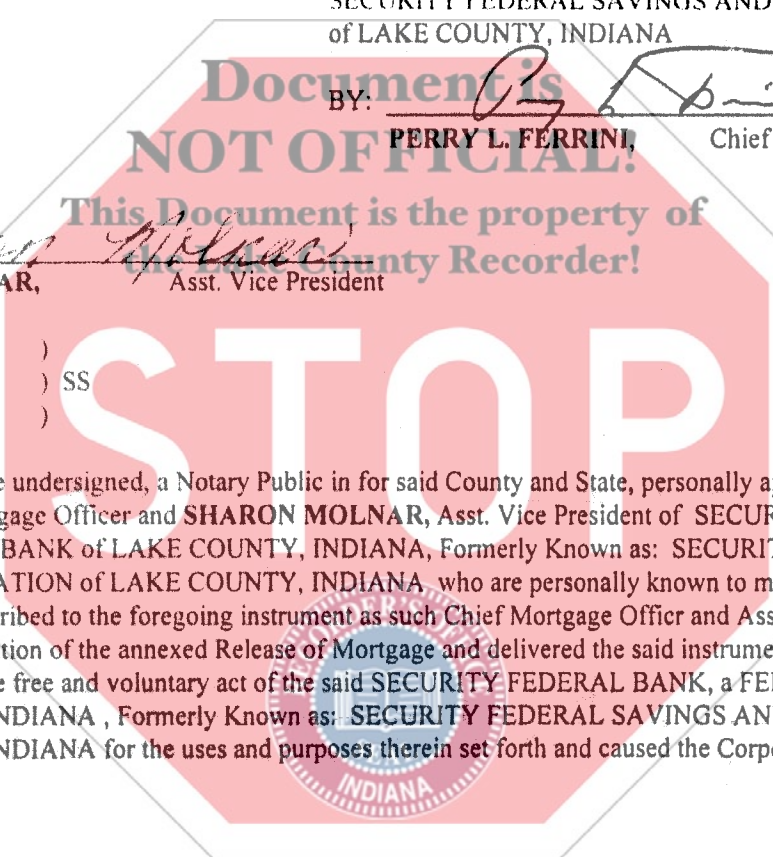 SECURITY FEDERAL SAVINGS AND
of LAKE COUNTY, INDIANA
Document is
BY:
NOT OFFICIAL!
PERRY L. FERRINI, Chief
This Document is the property of
the Lake County Recorder!
Molnar
AR, Asst. Vice President
)
) SS
)
STOP
e undersigned, a Notary Public in for said County and State, personally a
gage Officer and SHARON MOLNAR, Asst. Vice President of SECUR
BANK of LAKE COUNTY, INDIANA, Formerly Known as: SECURIT
ATION of LAKE COUNTY, INDIANA who are personally known to m
ribed to the foregoing instrument as such Chief Mortgage Officr and Ass
tion of the annexed Release of Mortgage and delivered the said instrume
e free and voluntary act of the said SECURITY FEDERAL BANK, a FE
NDIANA , Formerly Known as: SECURITY FEDERAL SAVINGS AN
NDIANA for the uses and purposes therein set forth and caused the Corpo
RECORDER'S OFFICE
INDIANA